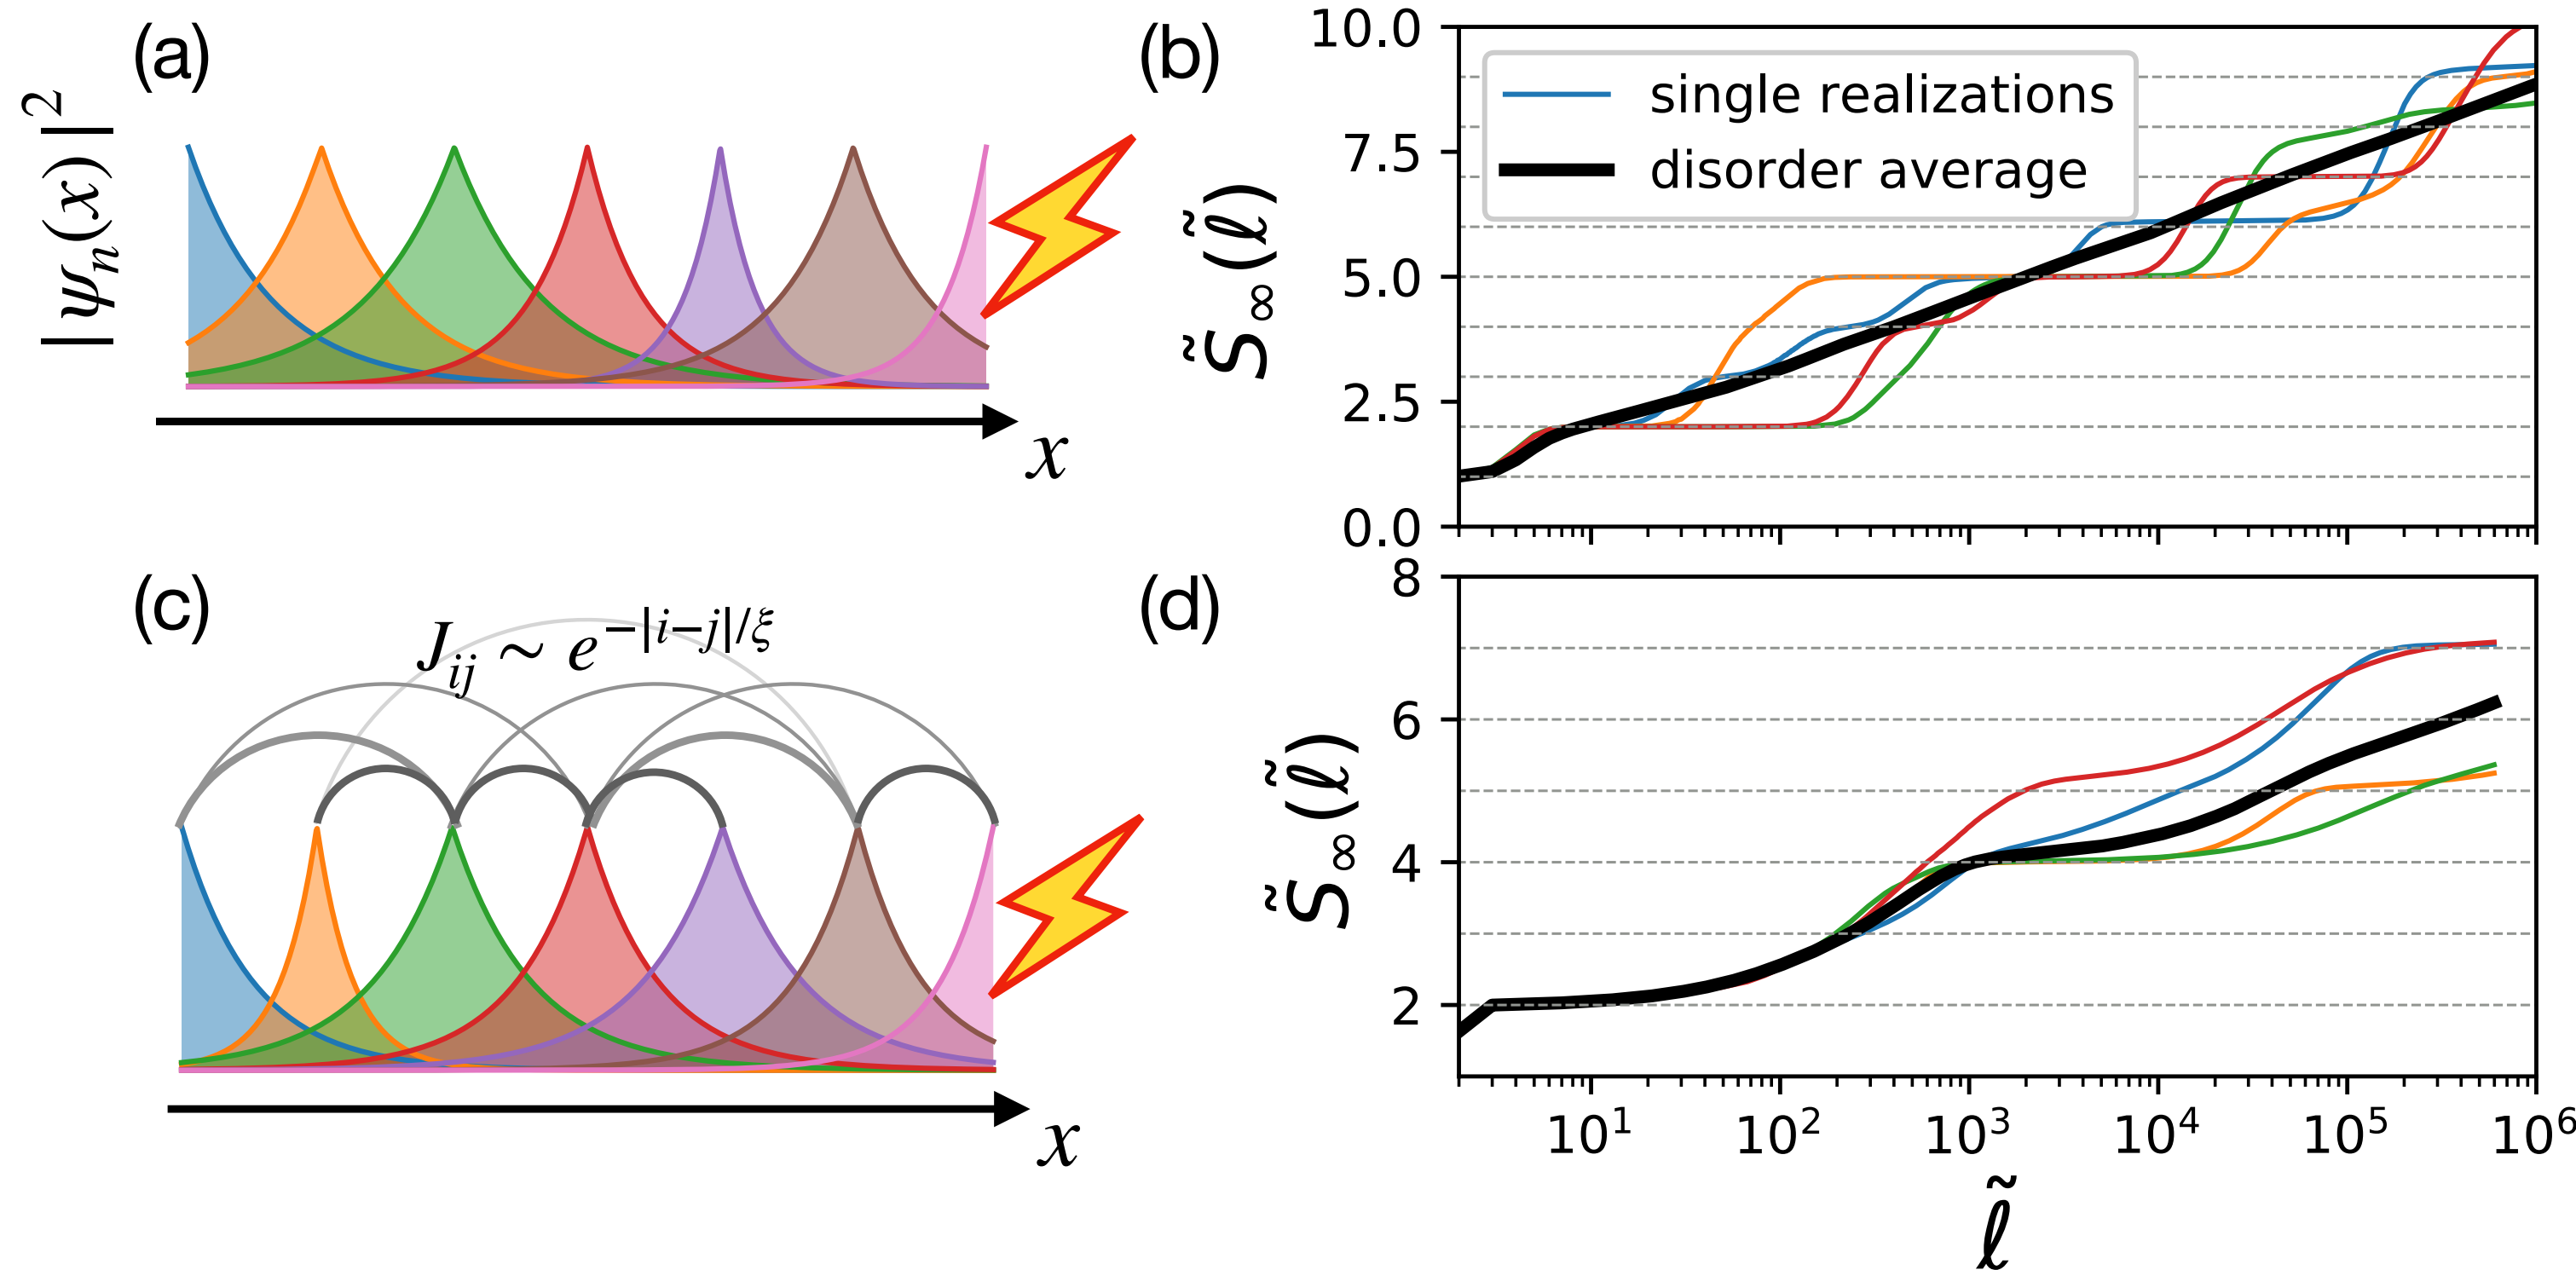 (a)
|ψₙ(x)|²
x
(b)
S̃∞(ℓ̃)
10.0
7.5
5.0
2.5
0.0
single realizations
disorder average
(c)
Jᵢⱼ ~ e^{−|i−j|/ξ}
x
(d)
S̃∞(ℓ̃)
8
6
4
2
10¹ 10² 10³ 10⁴ 10⁵ 10⁶
ℓ̃